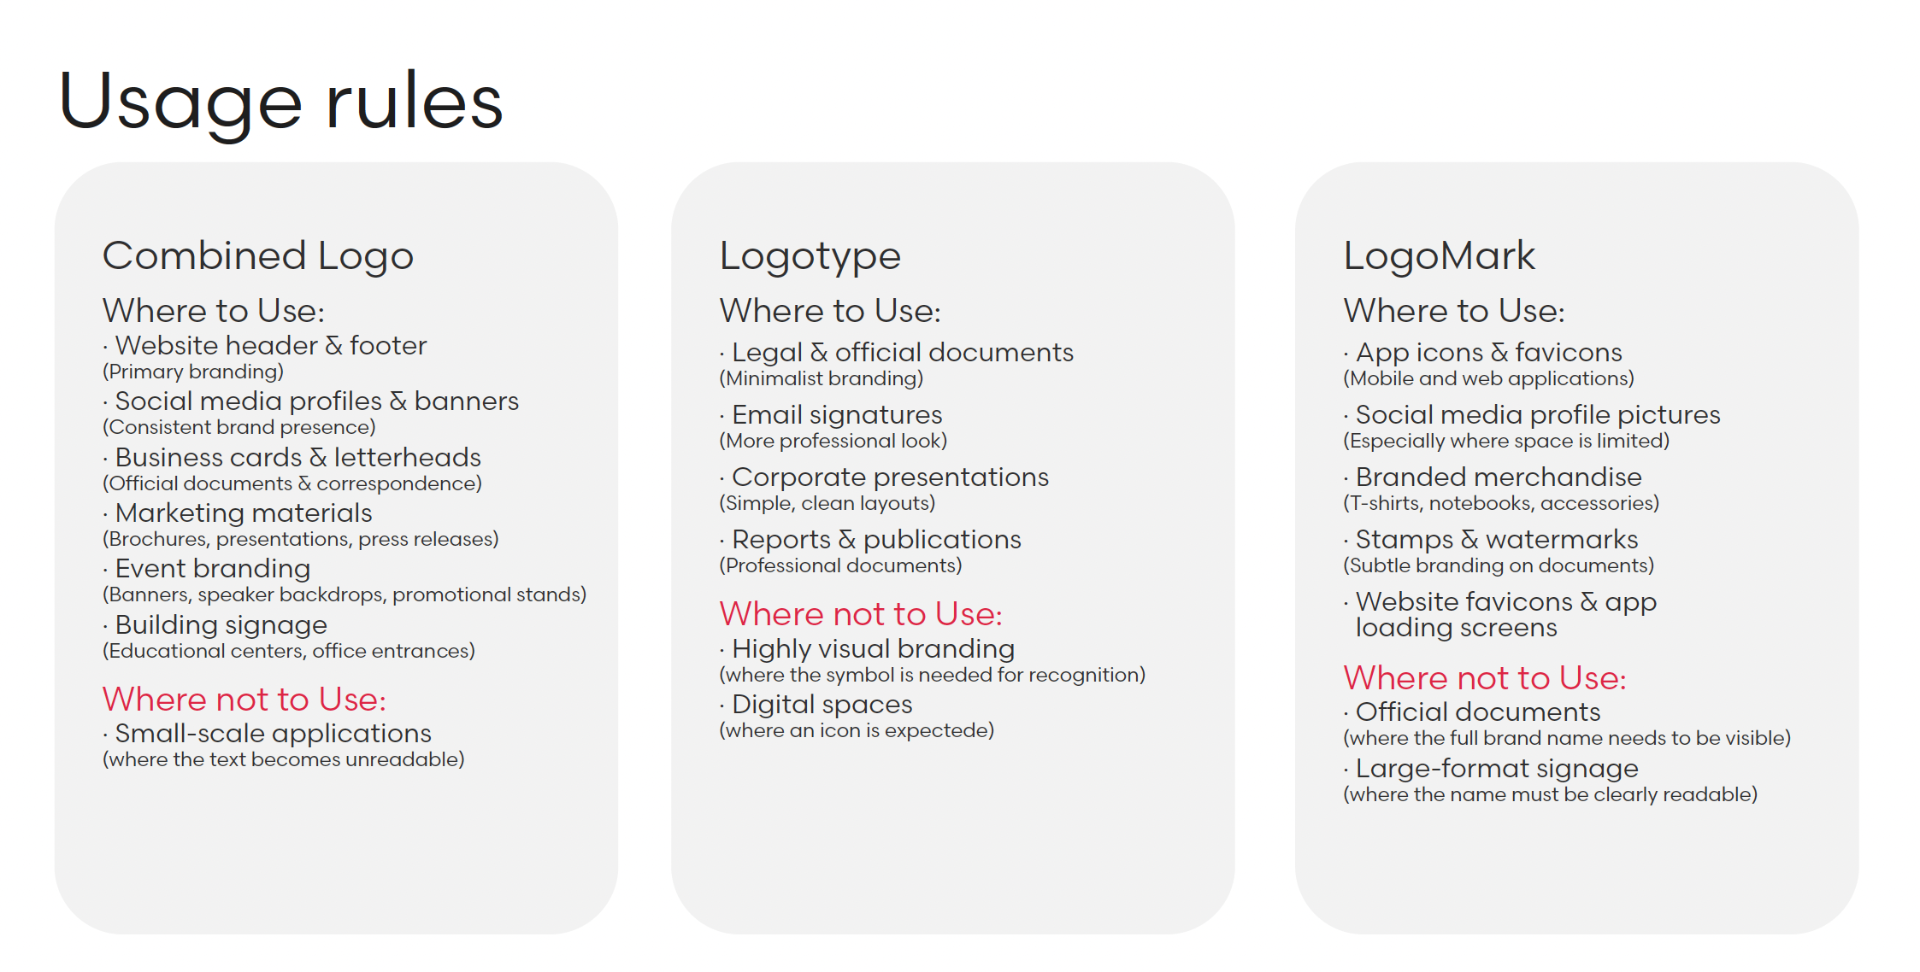 Usage rules
Combined Logo
Where to Use:
· Website header & footer
(Primary branding)
· Social media profiles & banners
(Consistent brand presence)
· Business cards & letterheads
(Official documents & correspondence)
· Marketing materials
(Brochures, presentations, press releases)
· Event branding
(Banners, speaker backdrops, promotional stands)
· Building signage
(Educational centers, office entrances)
Where not to Use:
· Small-scale applications
(where the text becomes unreadable)
Logotype
Where to Use:
· Legal & official documents
(Minimalist branding)
· Email signatures
(More professional look)
· Corporate presentations
(Simple, clean layouts)
· Reports & publications
(Professional documents)
Where not to Use:
· Highly visual branding
(where the symbol is needed for recognition)
· Digital spaces
(where an icon is expectede)
LogoMark
Where to Use:
· App icons & favicons
(Mobile and web applications)
· Social media profile pictures
(Especially where space is limited)
· Branded merchandise
(T-shirts, notebooks, accessories)
· Stamps & watermarks
(Subtle branding on documents)
· Website favicons & app
loading screens
Where not to Use:
· Official documents
(where the full brand name needs to be visible)
· Large-format signage
(where the name must be clearly readable)